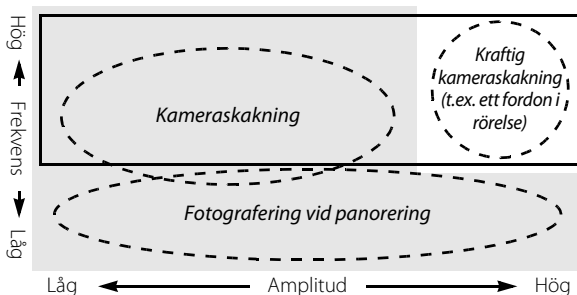 Hög
Frekvens
Låg
Kameraskakning
Kraftig
kameraskakning
(t.ex. ett fordon i
rörelse)
Fotografering vid panorering
Låg
Amplitud
Hög